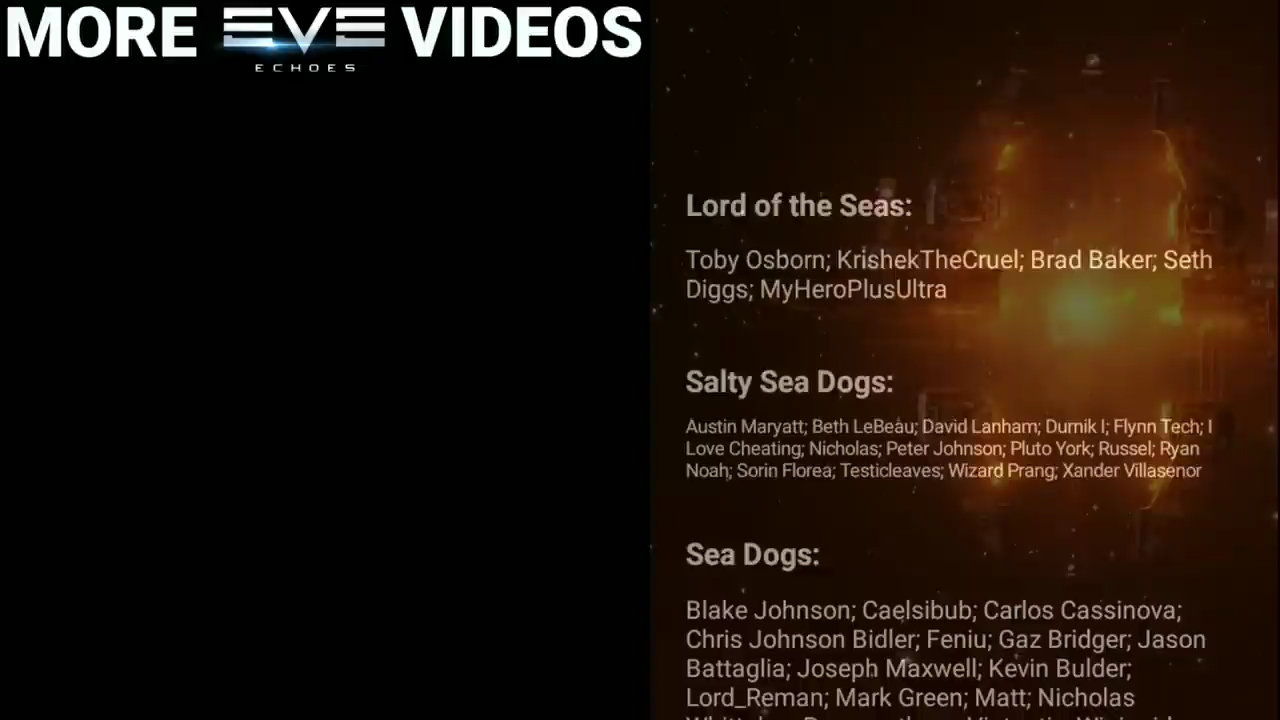 MORE EVE VIDEOS
ECHOES
Lord of the Seas:
Toby Osborn; KrishekTheCruel; Brad Baker; Seth
Diggs; MyHeroPlusUltra
Salty Sea Dogs:
Austin Maryatt; Beth LeBeau; David Lanham; Durnik I; Flynn Tech; I
Love Cheating; Nicholas; Peter Johnson; Pluto York; Russel; Ryan
Noah; Sorin Florea; Testicleaves; Wizard Prang; Xander Villasenor
Sea Dogs:
Blake Johnson; Caelsibub; Carlos Cassinova;
Chris Johnson Bidler; Feniu; Gaz Bridger; Jason
Battaglia; Joseph Maxwell; Kevin Bulder;
Lord_Reman; Mark Green; Matt; Nicholas